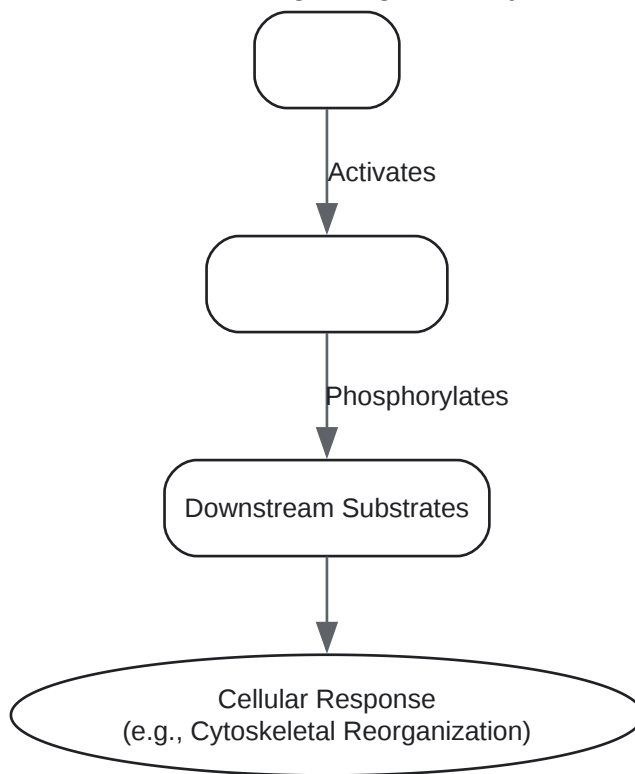 Activates
Phosphorylates
Downstream Substrates
Cellular Response
(e.g., Cytoskeletal Reorganization)